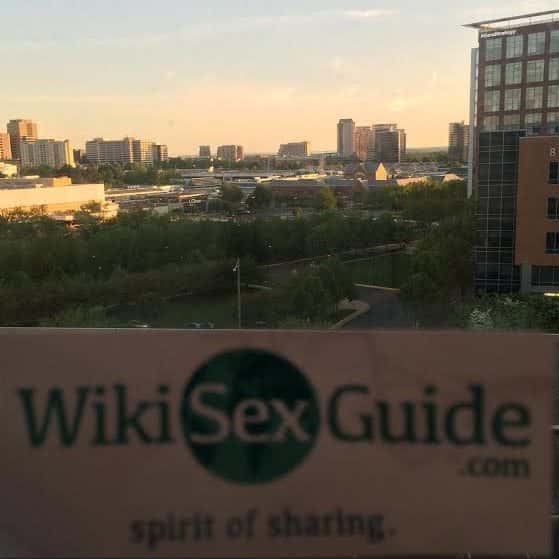 WikiSexGuide
.com
spirit of sharing.